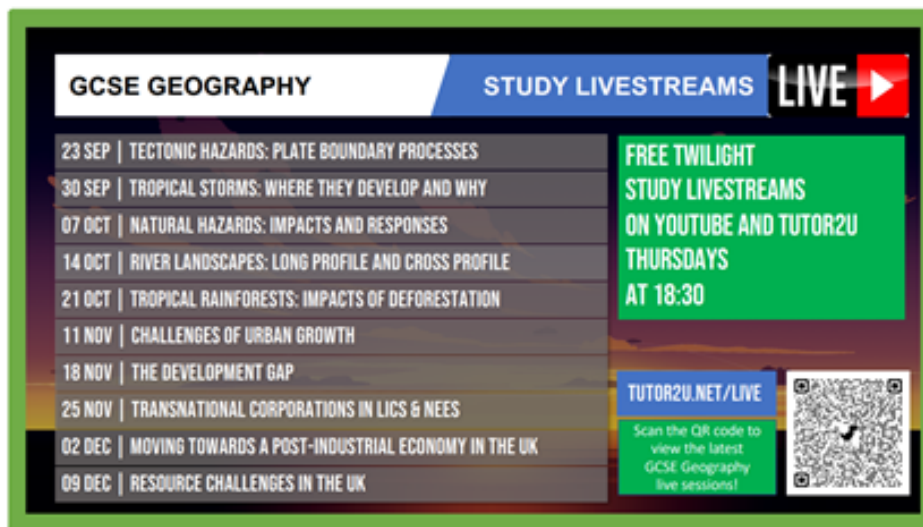 GCSE GEOGRAPHY
STUDY LIVESTREAMS
LIVE
23 SEP | TECTONIC HAZARDS: PLATE BOUNDARY PROCESSES
30 SEP | TROPICAL STORMS: WHERE THEY DEVELOP AND WHY
07 OCT | NATURAL HAZARDS: IMPACTS AND RESPONSES
14 OCT | RIVER LANDSCAPES: LONG PROFILE AND CROSS PROFILE
21 OCT | TROPICAL RAINFORESTS: IMPACTS OF DEFORESTATION
11 NOV | CHALLENGES OF URBAN GROWTH
18 NOV | THE DEVELOPMENT GAP
25 NOV | TRANSNATIONAL CORPORATIONS IN LICS & NEES
02 DEC | MOVING TOWARDS A POST-INDUSTRIAL ECONOMY IN THE UK
09 DEC | RESOURCE CHALLENGES IN THE UK
FREE TWILIGHT
STUDY LIVESTREAMS
ON YOUTUBE AND TUTOR2U
THURSDAYS
AT 18:30
TUTOR2U.NET/LIVE
Scan the QR code to
view the latest
GCSE Geography
live sessions!